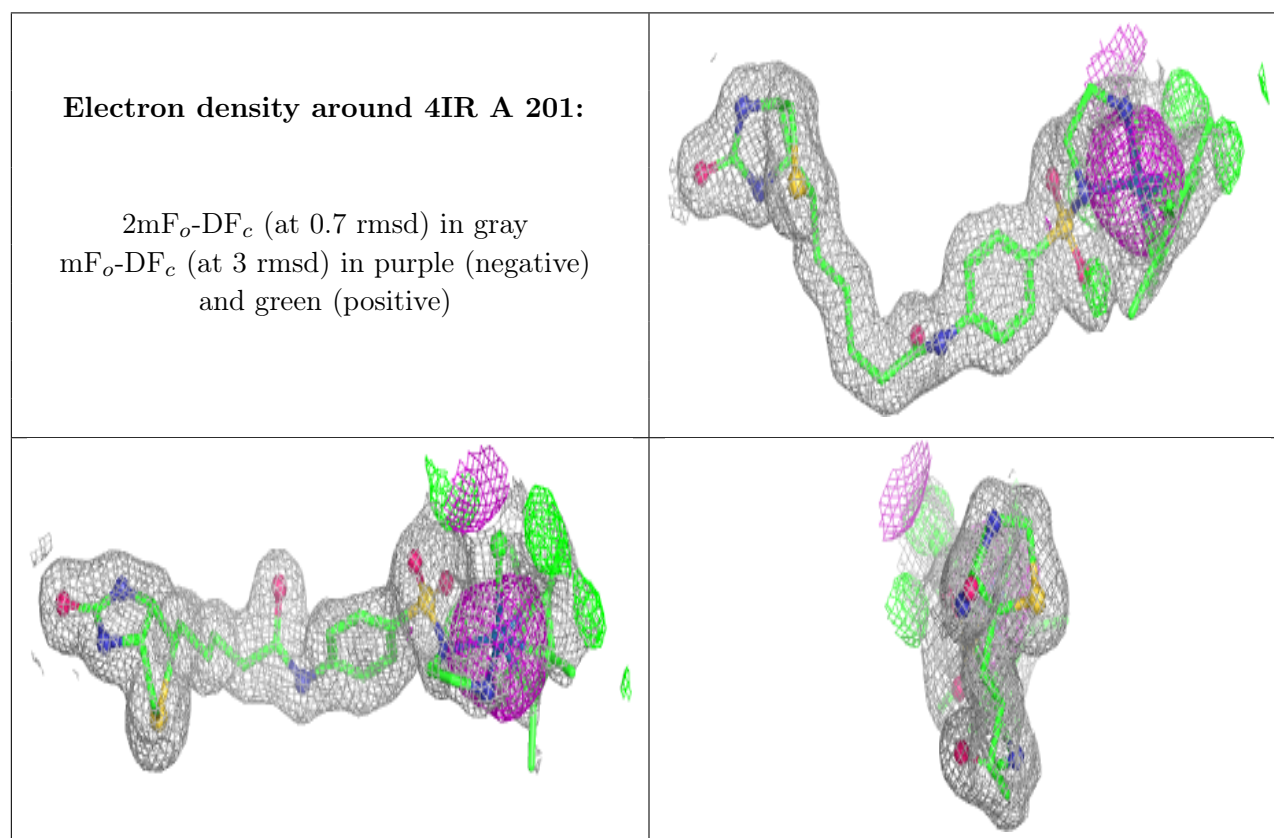 Electron density around 4IR A 201:
2mFo-DFc (at 0.7 rmsd) in gray
mFo-DFc (at 3 rmsd) in purple (negative)
and green (positive)